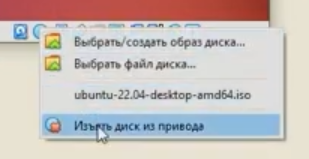 Выбрать/создать образ диска...
Выбрать файл диска...
ubuntu-22.04-desktop-amd64.iso
Изъять диск из привода